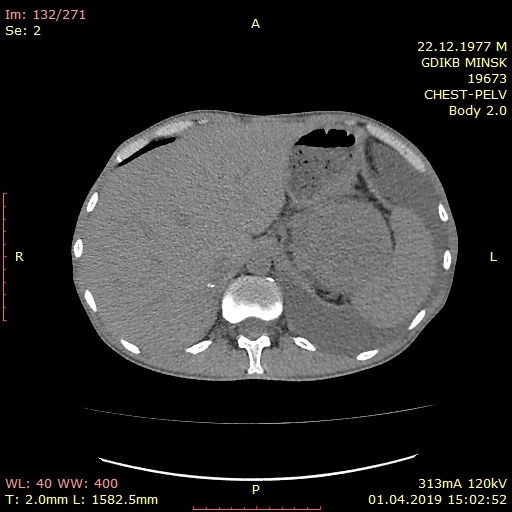 Im: 132/271
Se: 2
A
22.12.1977 M
GDIKB MINSK
19673
CHEST-PELV
Body 2.0
R
L
WL: 40 WW: 400
T: 2.0mm L: 1582.5mm
P
313mA 120kV
01.04.2019 15:02:52